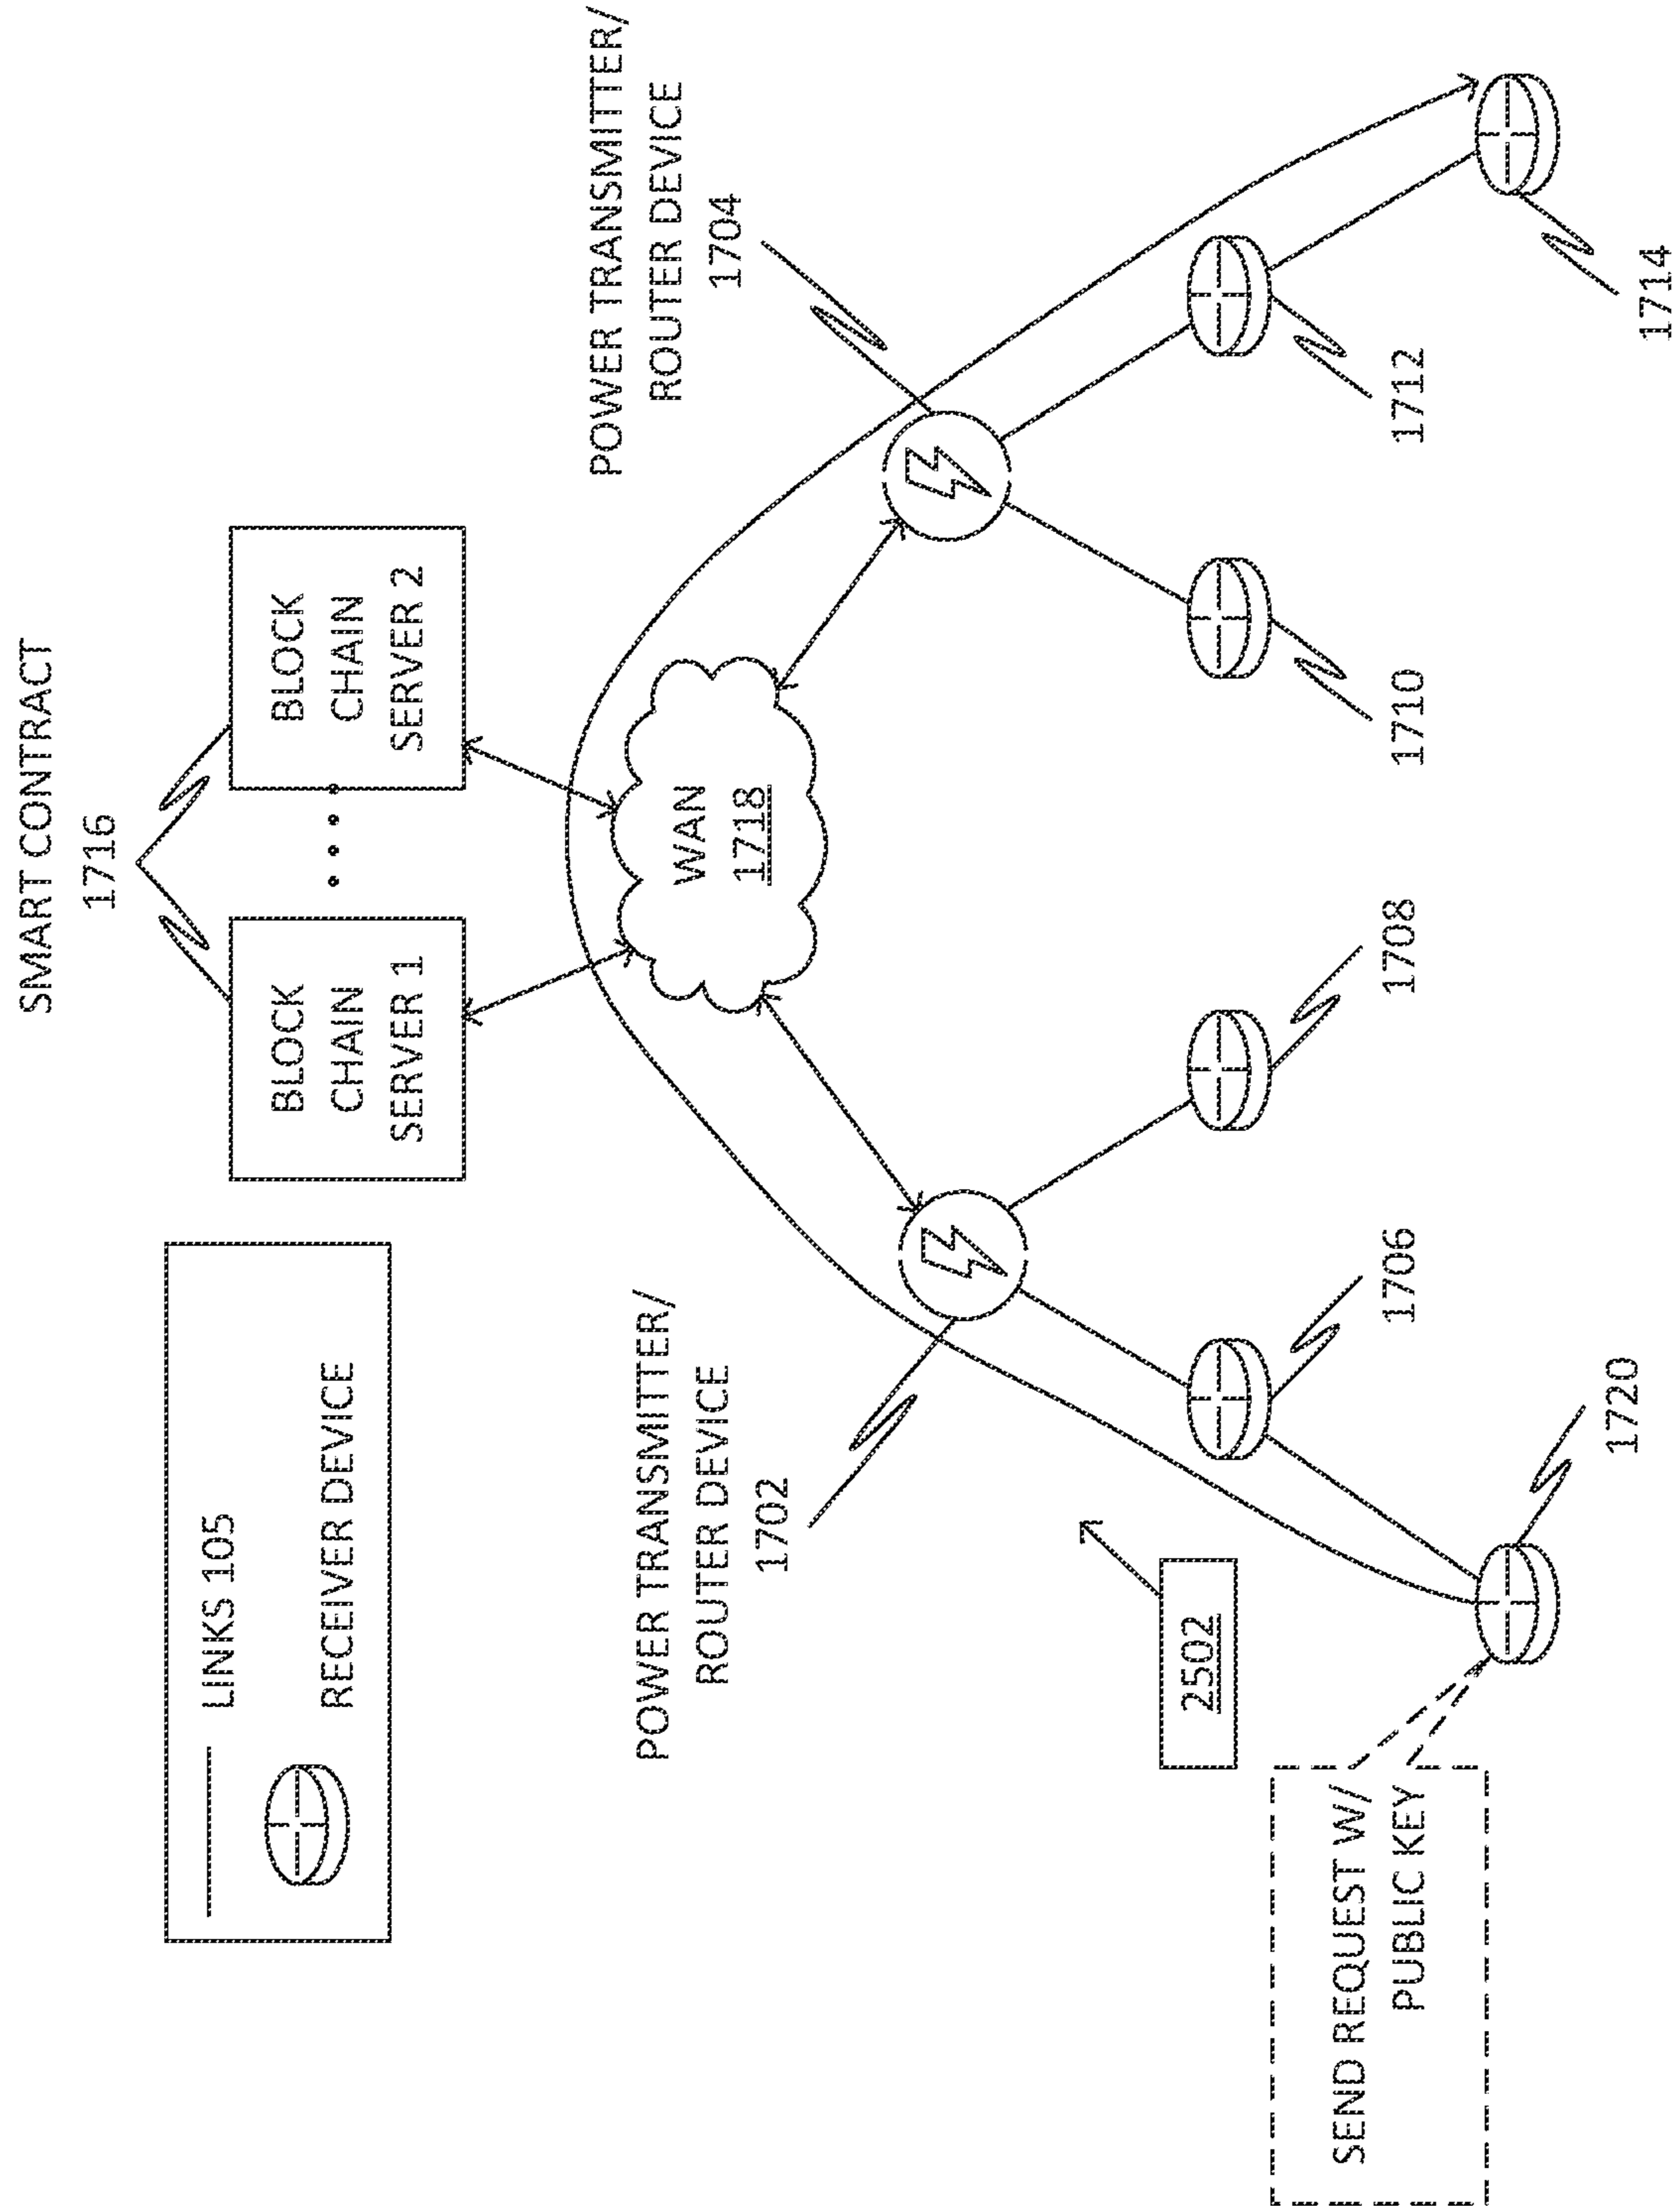 SMART CONTRACT
1716
BLOCK
CHAIN
SERVER 1
BLOCK
CHAIN
SERVER 2
LINKS 105
RECEIVER DEVICE
POWER TRANSMITTER/
ROUTER DEVICE
1702
POWER TRANSMITTER/
ROUTER DEVICE
1704
WAN
1718
2502
SEND REQUEST W/
PUBLIC KEY
1720
1706
1708
1710
1712
1714